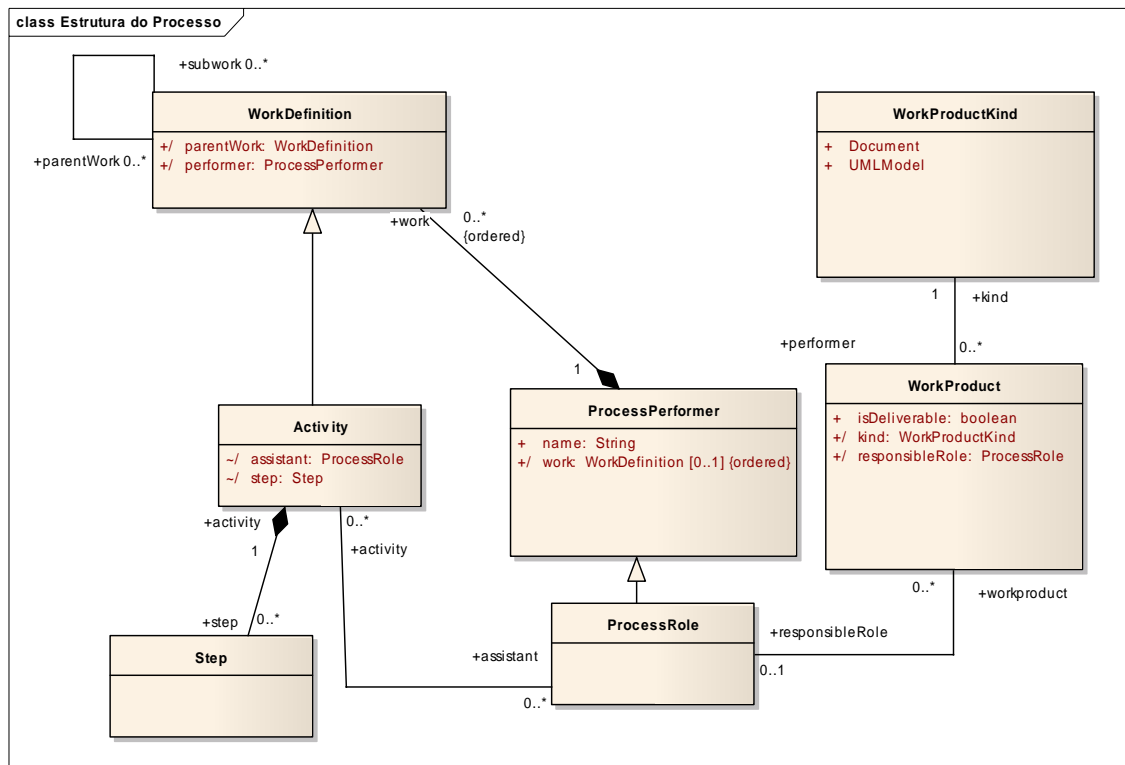 class Estrutura do Processo
+subwork 0..*
+parentWork 0..*
WorkDefinition
+/ parentWork: WorkDefinition
+/ performer: ProcessPerformer
WorkProductKind
+ Document
+ UMLModel
+work
0..*
{ordered}
1
+kind
+performer
0..*
1
ProcessPerformer
+ name: String
+/ work: WorkDefinition [0..1] {ordered}
WorkProduct
+ isDeliverable: boolean
+/ kind: WorkProductKind
+/ responsibleRole: ProcessRole
Activity
~/ assistant: ProcessRole
~/ step: Step
+activity
1
0..*
+activity
0..*
+workproduct
+step
0..*
Step
ProcessRole
+assistant
0..*
+responsibleRole
0..1